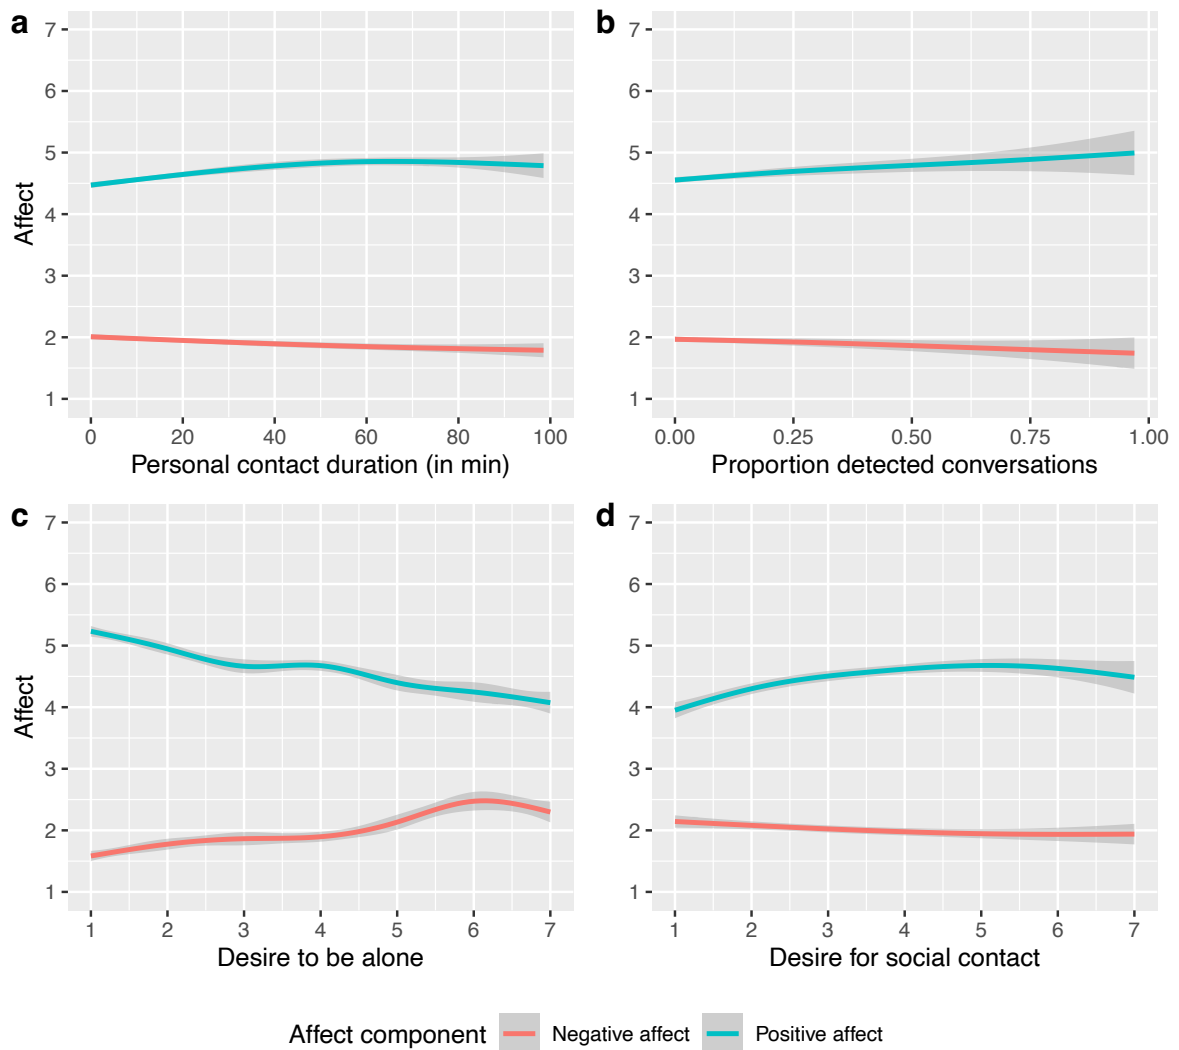 a
7
6
5
4
3
2
1
Affect
0 20 40 60 80 100
Personal contact duration (in min)
b
7
6
5
4
3
2
1
0.00 0.25 0.50 0.75 1.00
Proportion detected conversations
c
7
6
5
4
3
2
1
Affect
1 2 3 4 5 6 7
Desire to be alone
d
7
6
5
4
3
2
1
1 2 3 4 5 6 7
Desire for social contact
Affect component Negative affect Positive affect